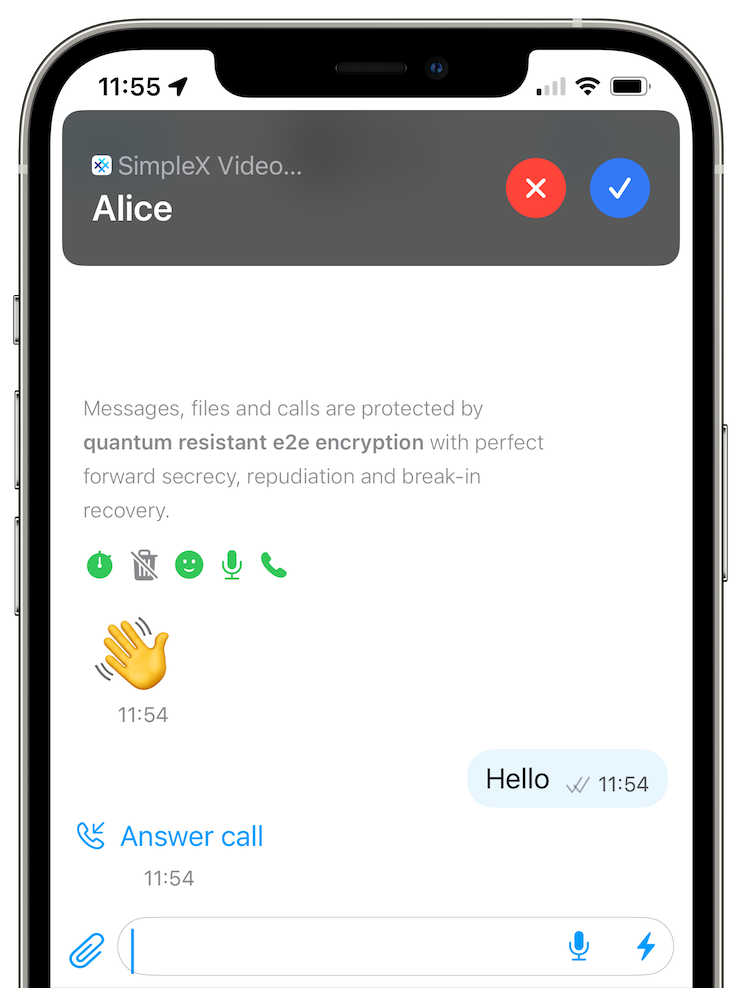 11:55
SimpleX Video...
Alice
Messages, files and calls are protected by
quantum resistant e2e encryption with perfect
forward secrecy, repudiation and break-in
recovery.
11:54
Hello 11:54
Answer call
11:54